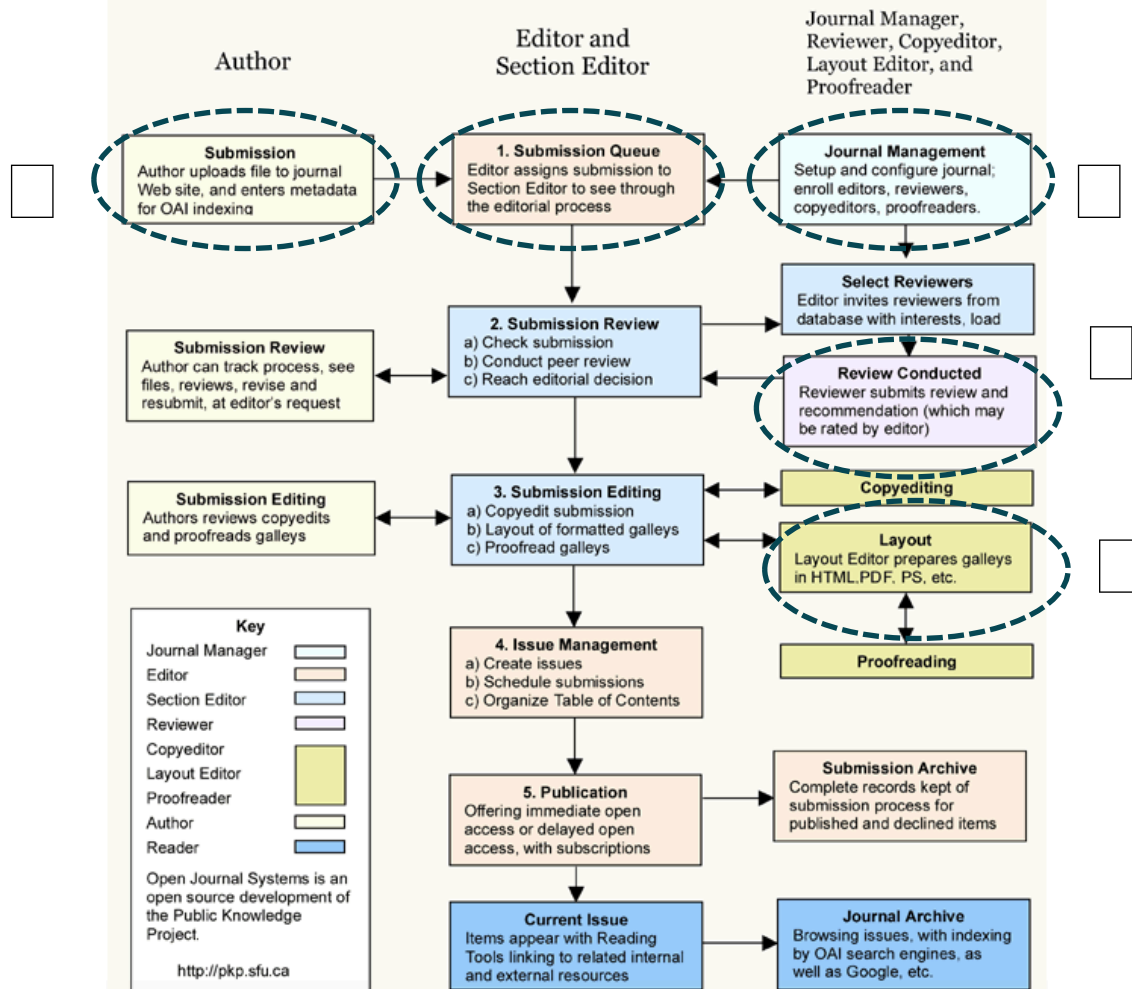 Author
Editor and
Section Editor
Journal Manager,
Reviewer, Copyeditor,
Layout Editor, and
Proofreader
Submission
Author uploads file to journal
Web site, and enters metadata
for OAI indexing
1. Submission Queue
Editor assigns submission to
Section Editor to see through
the editorial process
Journal Management
Setup and configure journal;
enroll editors, reviewers,
copyeditors, proofreaders.
Select Reviewers
Editor invites reviewers from
database with interests, load
Submission Review
Author can track process, see
files, reviews, revise and
resubmit, at editor's request
2. Submission Review
a) Check submission
b) Conduct peer review
c) Reach editorial decision
Review Conducted
Reviewer submits review and
recommendation (which may
be rated by editor)
Submission Editing
Authors reviews copyedits
and proofreads galleys
3. Submission Editing
a) Copyedit submission
b) Layout of formatted galleys
c) Proofread galleys
Copyediting
Layout
Layout Editor prepares galleys
in HTML,PDF, PS, etc.
Proofreading
Key
Journal Manager
Editor
Section Editor
Reviewer
Copyeditor
Layout Editor
Proofreader
Author
Reader
Open Journal Systems is an
open source development of
the Public Knowledge
Project.
http://pkp.sfu.ca
4. Issue Management
a) Create issues
b) Schedule submissions
c) Organize Table of Contents
5. Publication
Offering immediate open
access or delayed open
access, with subscriptions
Submission Archive
Complete records kept of
submission process for
published and declined items
Current Issue
Items appear with Reading
Tools linking to related internal
and external resources
Journal Archive
Browsing issues, with indexing
by OAI search engines, as
well as Google, etc.